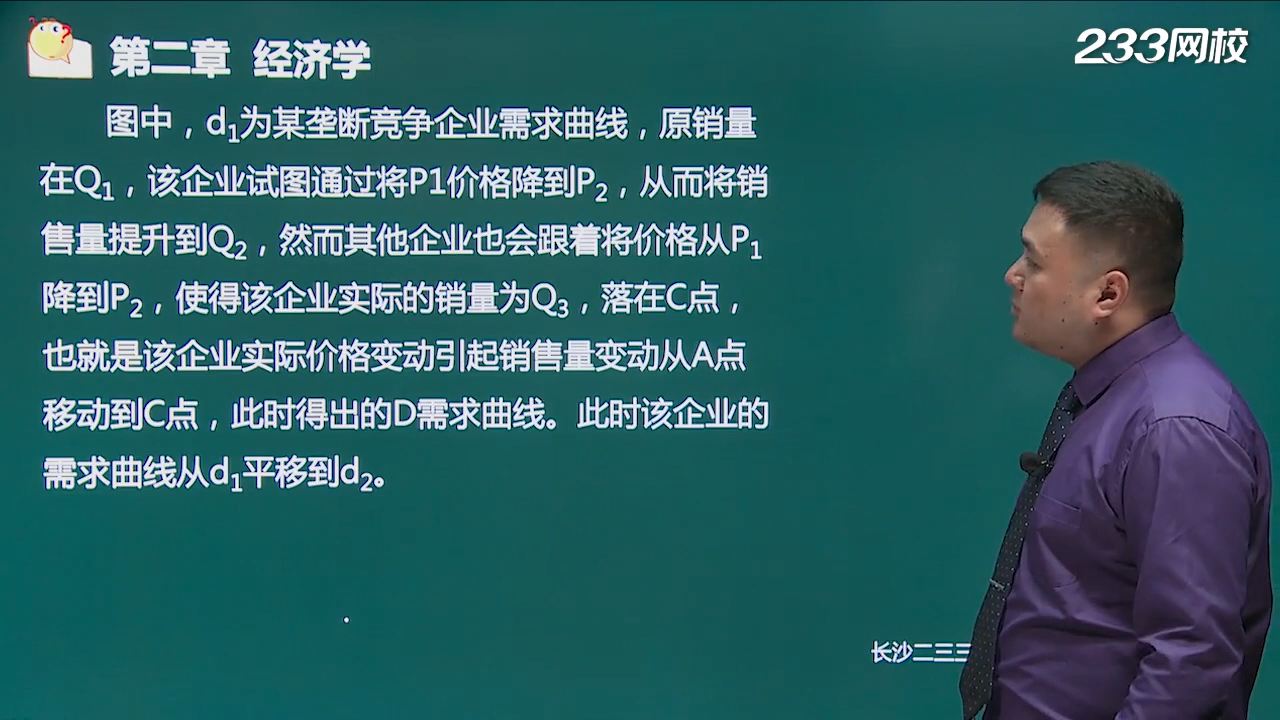 233网校
第二章 经济学
图中，d1为某垄断竞争企业需求曲线，原销量
在Q1，该企业试图通过将P1价格降到P2，从而将销
售量提升到Q2，然而其他企业也会跟着将价格从P1
降到P2，使得该企业实际的销量为Q3，落在C点，
也就是该企业实际价格变动引起销售量变动从A点
移动到C点，此时得出的D需求曲线。此时该企业的
需求曲线从d1平移到d2。
长沙二三三